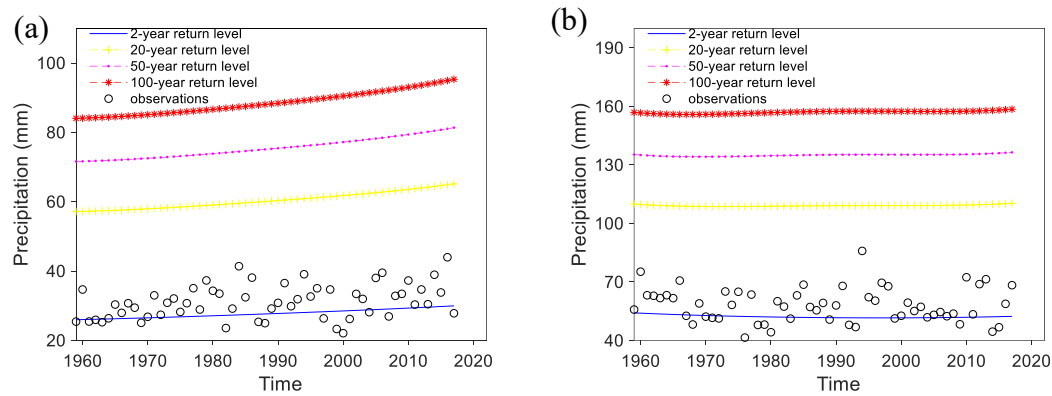 (a)
2-year return level
20-year return level
50-year return level
100-year return level
observations
100
80
60
40
20
Precipitation (mm)
1960 1970 1980 1990 2000 2010 2020
Time
(b)
2-year return level
20-year return level
50-year return level
100-year return level
observations
190
160
130
100
70
40
Precipitation (mm)
1960 1970 1980 1990 2000 2010 2020
Time